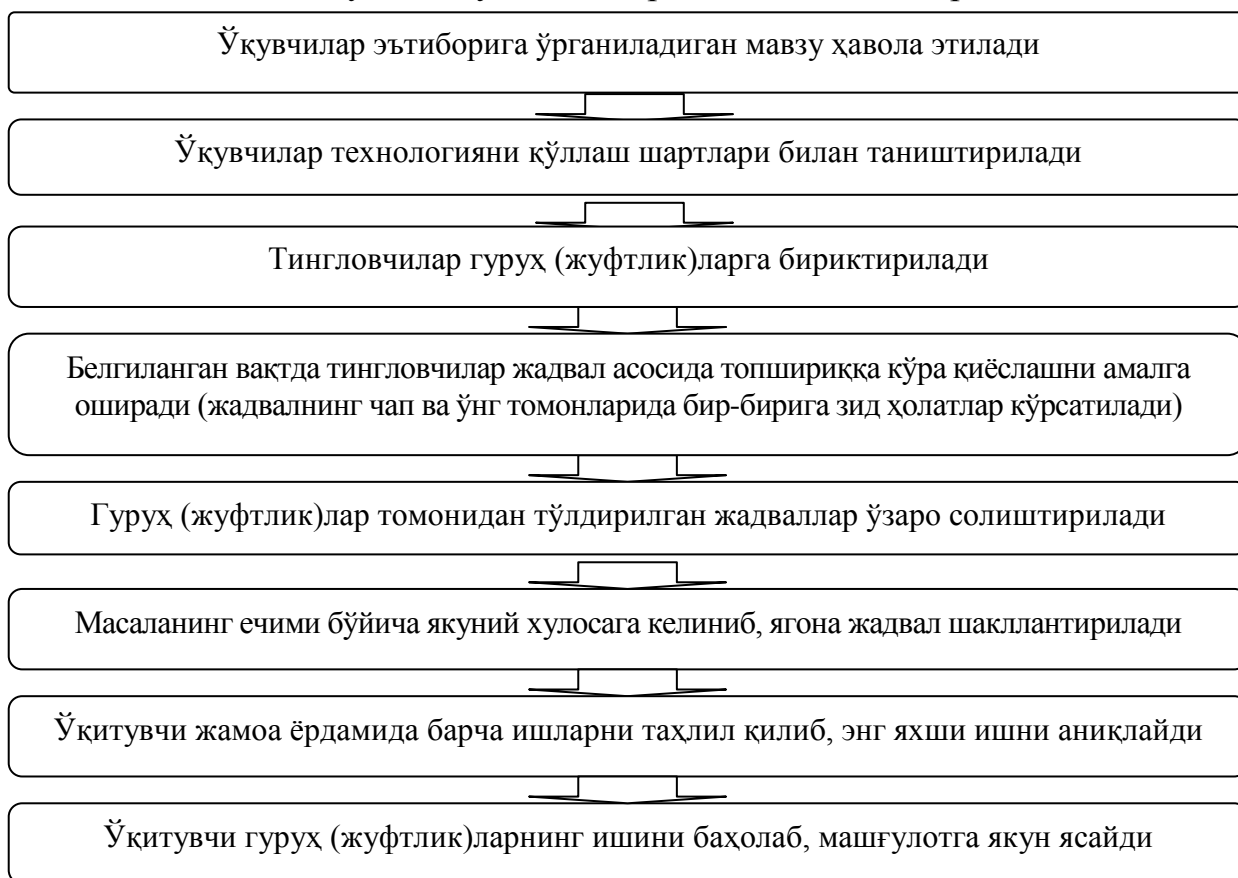 Ўқувчилар эътиборига ўрганиладиган мавзу ҳавола этилади
Ўқувчилар технологияни қўллаш шартлари билан таништирилади
Тингловчилар гуруҳ (жуфтлик)ларга бириктирилади
Белгиланган вақтда тингловчилар жадвал асосида топшириққа кўра қиёслашни амалга
оширади (жадвалнинг чап ва ўнг томонларида бир-бирига зид ҳолатлар кўрсатилади)
Гуруҳ (жуфтлик)лар томонидан тўлдирилган жадваллар ўзаро солиштирилади
Масаланинг ечими бўйича якуний хулосага келиниб, ягона жадвал шакллантирилади
Ўқитувчи жамоа ёрдамида барча ишларни таҳлил қилиб, энг яхши ишни аниқлайди
Ўқитувчи гуруҳ (жуфтлик)ларнинг ишини баҳолаб, машғулотга якун ясайди